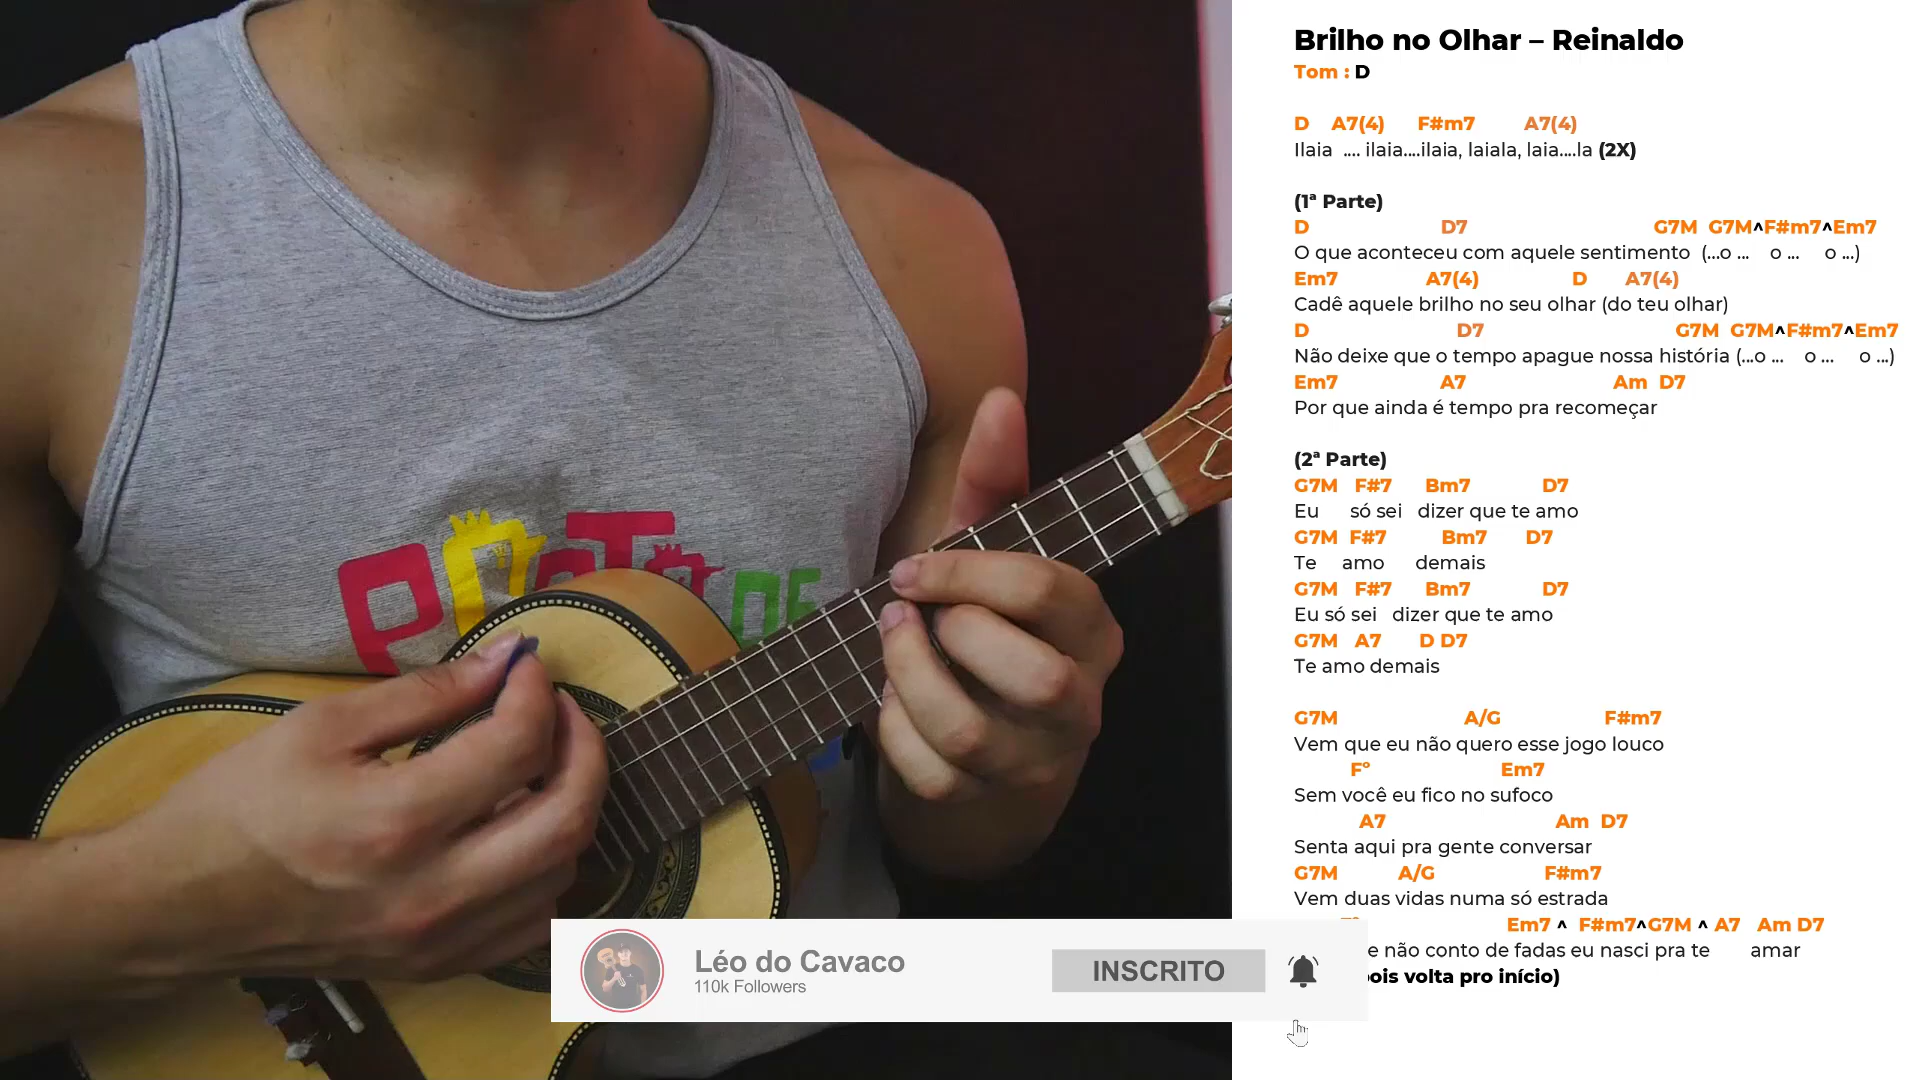 Brilho no Olhar – Reinaldo
Tom : D
D A7(4) F#m7 A7(4)
Ilaia .... ilaia....ilaia, laiala, laia....la (2X)
(1ª Parte)
D D7 G7M G7M^F#m7^Em7
O que aconteceu com aquele sentimento (...o ... o ... o ...)
Em7 A7(4) D A7(4)
Cadê aquele brilho no seu olhar (do teu olhar)
D D7 G7M G7M^F#m7^Em7
Não deixe que o tempo apague nossa história (...o ... o ... o ...)
Em7 A7 Am D7
Por que ainda é tempo pra recomeçar
(2ª Parte)
G7M F#7 Bm7 D7
Eu só sei dizer que te amo
G7M F#7 Bm7 D7
Te amo demais
G7M F#7 Bm7 D7
Eu só sei dizer que te amo
G7M A7 D D7
Te amo demais
G7M A/G F#m7
Vem que eu não quero esse jogo louco
Fº Em7
Sem você eu fico no sufoco
A7 Am D7
Senta aqui pra gente conversar
G7M A/G F#m7
Vem duas vidas numa só estrada
Em7 ^ F#m7^G7M ^ A7 Am D7
e não conto de fadas eu nasci pra te amar
ois volta pro início)
PROTA DE
Léo do Cavaco
110k Followers
INSCRITO